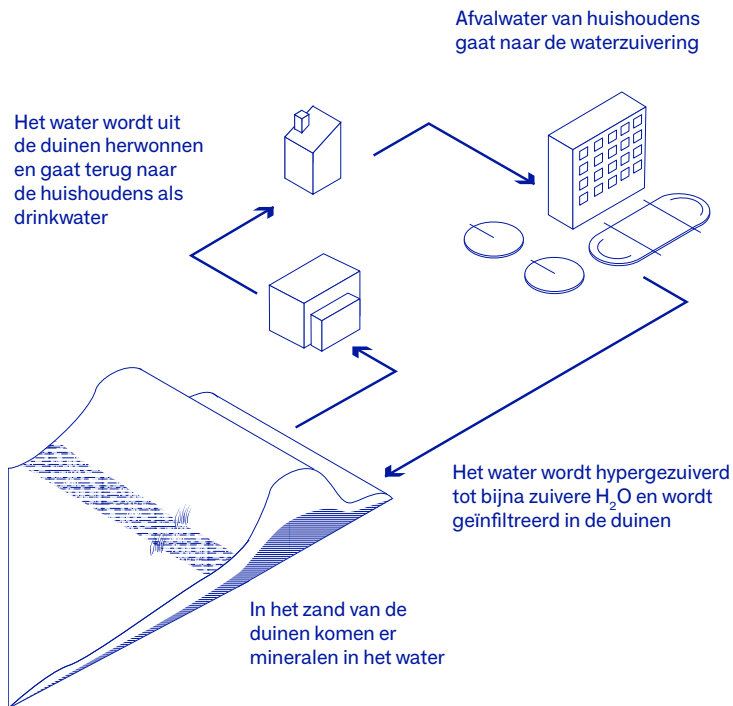 Afvalwater van huishoudens
gaat naar de waterzuivering
Het water wordt uit
de duinen herwonnen
en gaat terug naar
de huishoudens als
drinkwater
Het water wordt hypergezuiverd
tot bijna zuivere H₂O en wordt
geïnfiltreerd in de duinen
In het zand van de
duinen komen er
mineralen in het water